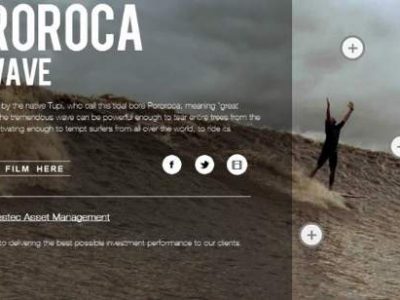 ROROCA
WAVE
by the native Tupi, who call this tidal bore Pororoca, meaning 'great
he tremendous wave can be powerful enough to tear entire trees from the
tivating enough to tempt surfers from all over the world, to ride its
FILM HERE
estec Asset Management
to delivering the best possible investment performance to our clients.